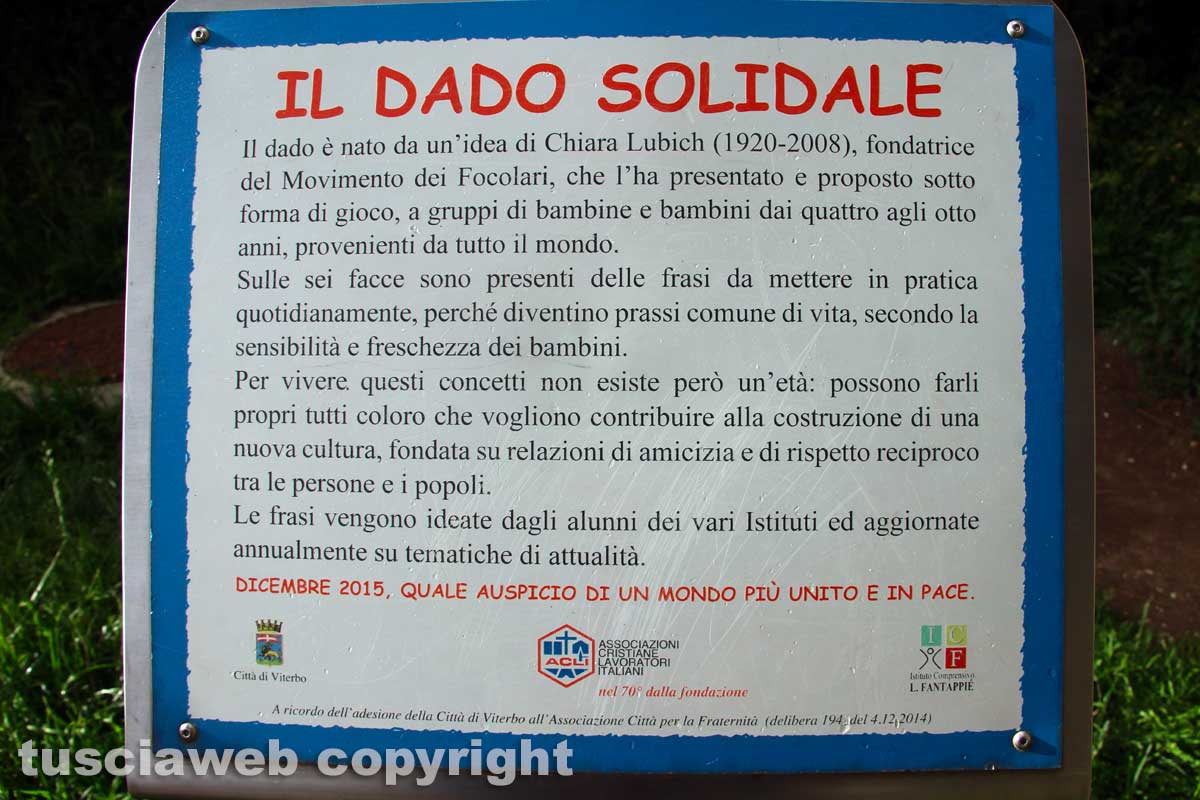 IL DADO SOLIDALE
Il dado è nato da un'idea di Chiara Lubich (1920-2008), fondatrice
del Movimento dei Focolari, che l'ha presentato e proposto sotto
forma di gioco, a gruppi di bambine e bambini dai quattro agli otto
anni, provenienti da tutto il mondo.
Sulle sei facce sono presenti delle frasi da mettere in pratica
quotidianamente, perché diventino prassi comune di vita, secondo la
sensibilità e freschezza dei bambini.
Per vivere questi concetti non esiste però un'età: possono farli
propri tutti coloro che vogliono contribuire alla costruzione di una
nuova cultura, fondata su relazioni di amicizia e di rispetto reciproco
tra le persone e i popoli.
Le frasi vengono ideate dagli alunni dei vari Istituti ed aggiornate
annualmente su tematiche di attualità.
DICEMBRE 2015, QUALE AUSPICIO DI UN MONDO PIÙ UNITO E IN PACE.
Città di Viterbo
ACLI
ASSOCIAZIONI
CRISTIANE
LAVORATORI
ITALIANI
nel 70° dalla fondazione
I C
F
Istituto Comprensivo
L. FANTAPPIÉ
A ricordo dell'adesione della Città di Viterbo all'Associazione Città per la Fraternità (delibera 194, del 4.12.2014)
tusciaweb copyright